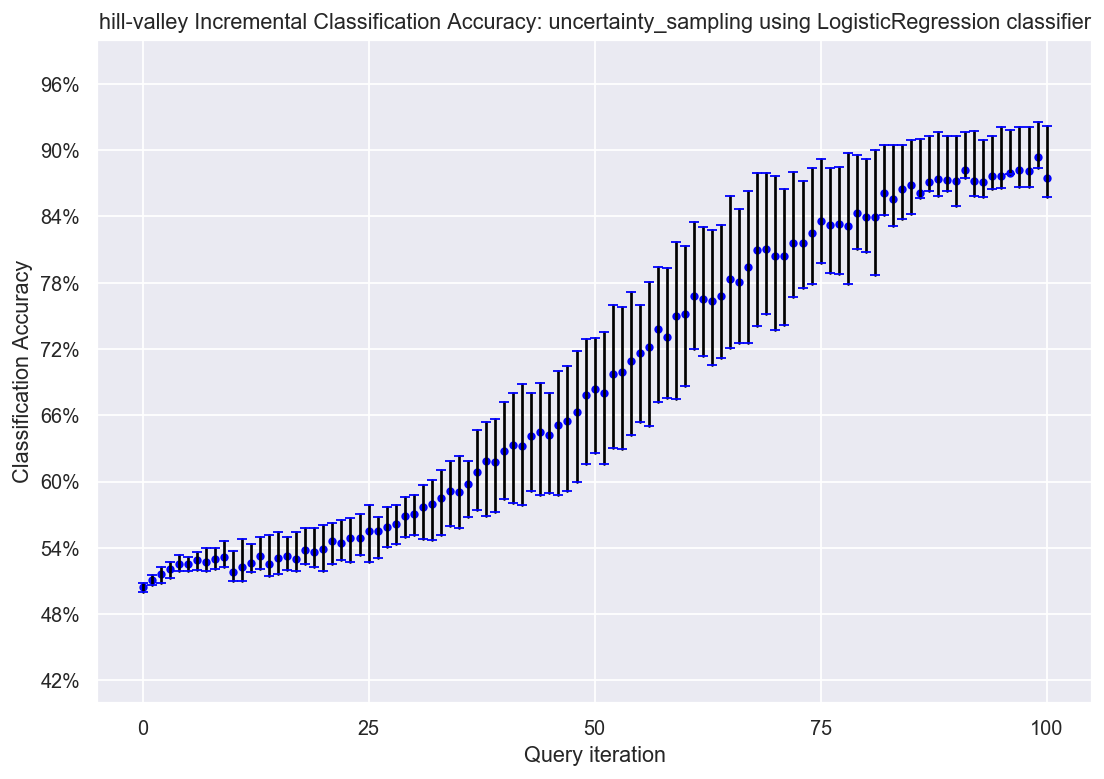 hill-valley Incremental Classification Accuracy: uncertainty_sampling using LogisticRegression classifier
Classification Accuracy
96%
90%
84%
78%
72%
66%
60%
54%
48%
42%
0 25 50 75 100
Query iteration